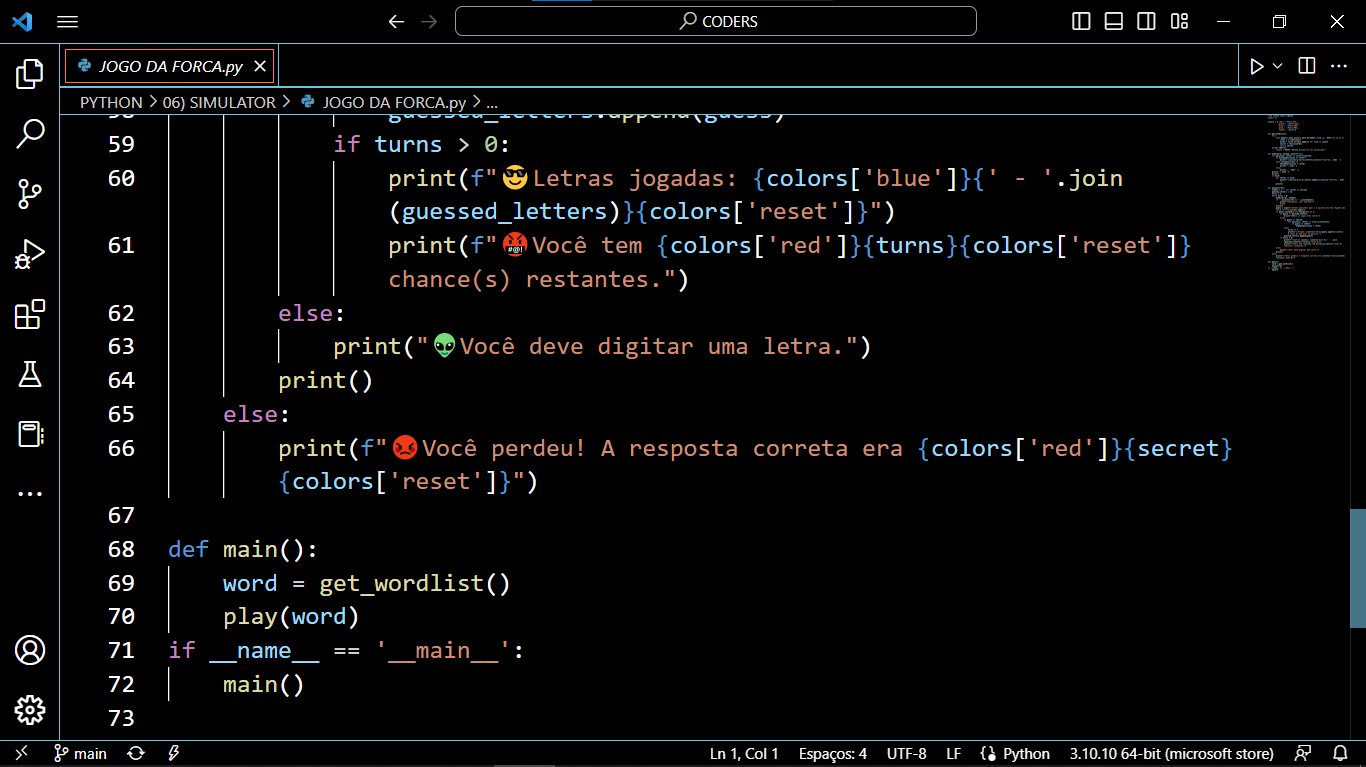 CODERS
JOGO DA FORCA.py
PYTHON > 06) SIMULATOR > JOGO DA FORCA.py > ...
58 guessed_letters.append(guess)
59 if turns > 0:
60 print(f"😎Letras jogadas: {colors['blue']}{' - '.join
(guessed_letters)}{colors['reset']}")
61 print(f"🤬Você tem {colors['red']}{turns}{colors['reset']}
chance(s) restantes.")
62 else:
63 print("👽Você deve digitar uma letra.")
64 print()
65 else:
66 print(f"😡Você perdeu! A resposta correta era {colors['red']}{secret}
{colors['reset']}")
67
68 def main():
69 word = get_wordlist()
70 play(word)
71 if __name__ == '__main__':
72 main()
73
main
Ln 1, Col 1 Espaços: 4 UTF-8 LF Python 3.10.10 64-bit (microsoft store)